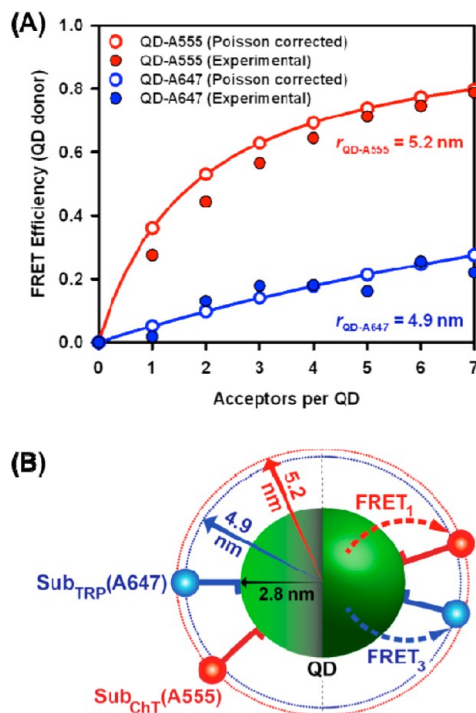 (A)
QD-A555 (Poisson corrected)
QD-A555 (Experimental)
QD-A647 (Poisson corrected)
QD-A647 (Experimental)
FRET Efficiency (QD donor)
1.0
0.8
0.6
0.4
0.2
0.0
rQD-A555 = 5.2 nm
rQD-A647 = 4.9 nm
0 1 2 3 4 5 6 7
Acceptors per QD
(B)
5.2
nm
4.9
nm
2.8 nm
FRET1
FRET3
QD
SubTRP(A647)
SubChT(A555)